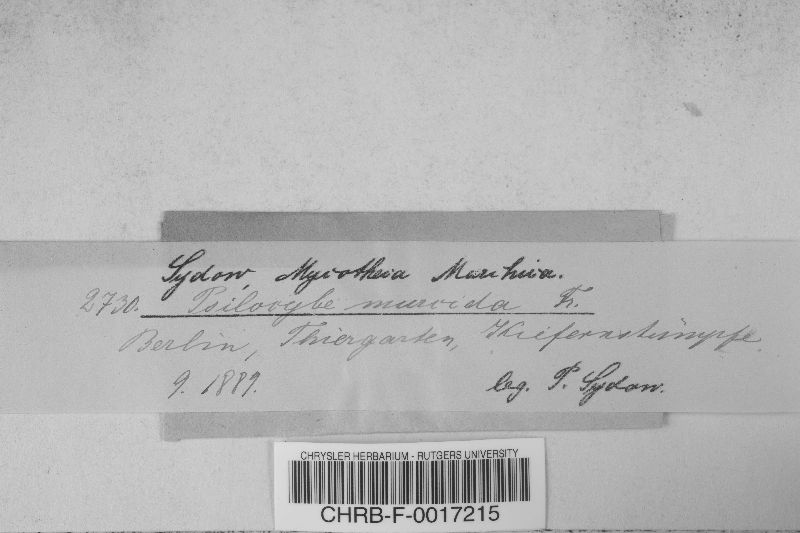 Sydow, Mycotheca Marchica.
2730. Psilocybe murcida Fr.
Berlin, Thiergarten, Kiefernstümpfe.
9. 1889. leg. P. Sydow.
CHRYSLER HERBARIUM - RUTGERS UNIVERSITY
CHRB-F-0017215